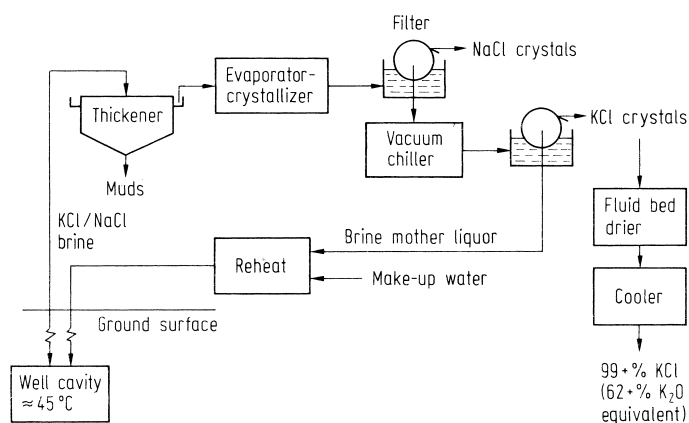 Filter
NaCl crystals
Evaporator-
crystallizer
Thickener
KCl crystals
Vacuum
chiller
Muds
KCl/NaCl
brine
Fluid bed
drier
Brine mother liquor
Reheat
Make-up water
Cooler
Ground surface
Well cavity
≈45°C
99+% KCl
(62+% K₂O
equivalent)